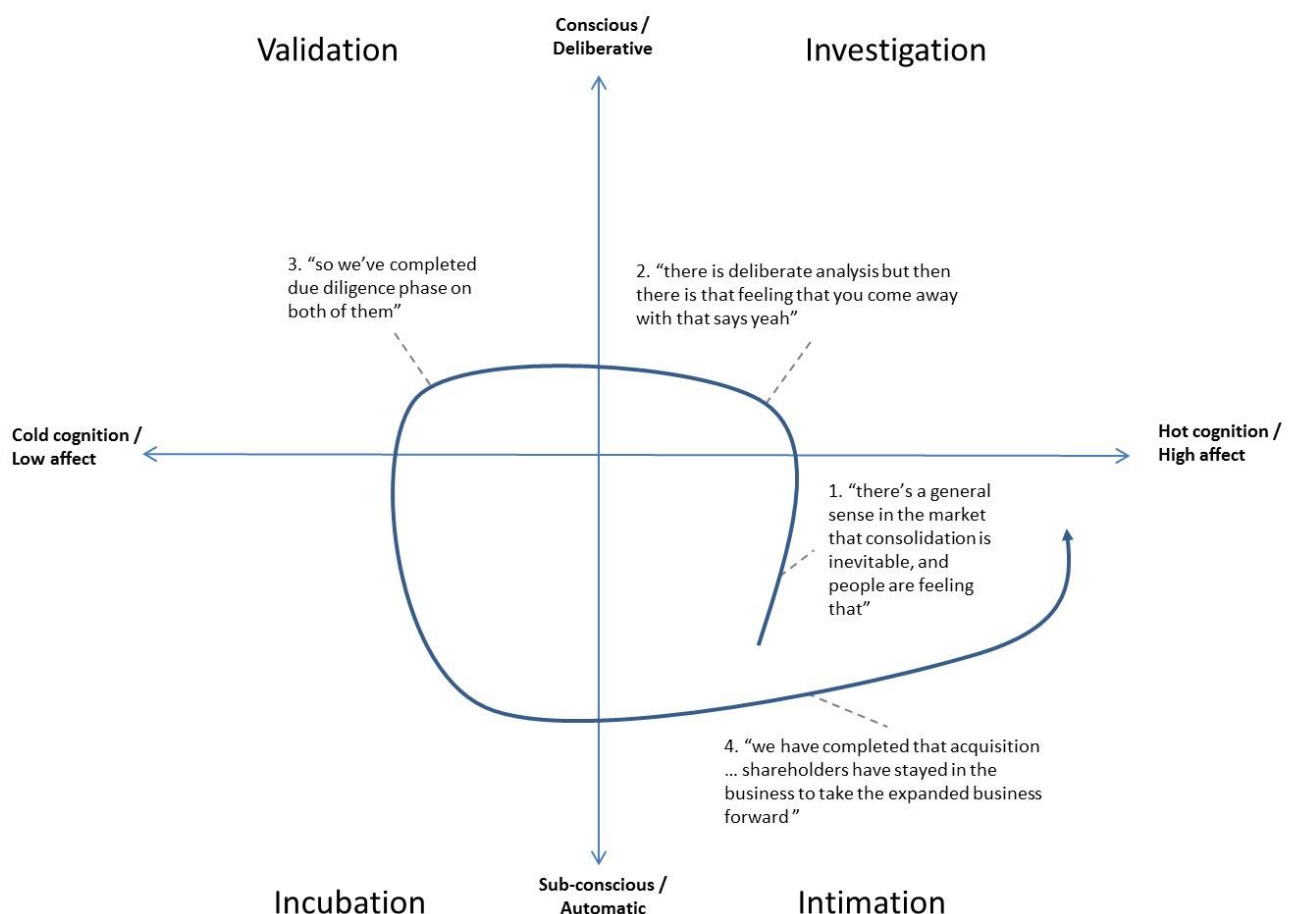 Conscious /
Deliberative
Validation
Investigation
3. “so we’ve completed
due diligence phase on
both of them”
2. “there is deliberate analysis but then
there is that feeling that you come away
with that says yeah”
Cold cognition /
Low affect
Hot cognition /
High affect
1. “there’s a general
sense in the market
that consolidation is
inevitable, and
people are feeling
that”
4. “we have completed that acquisition
... shareholders have stayed in the
business to take the expanded business
forward ”
Incubation
Sub-conscious /
Automatic
Intimation